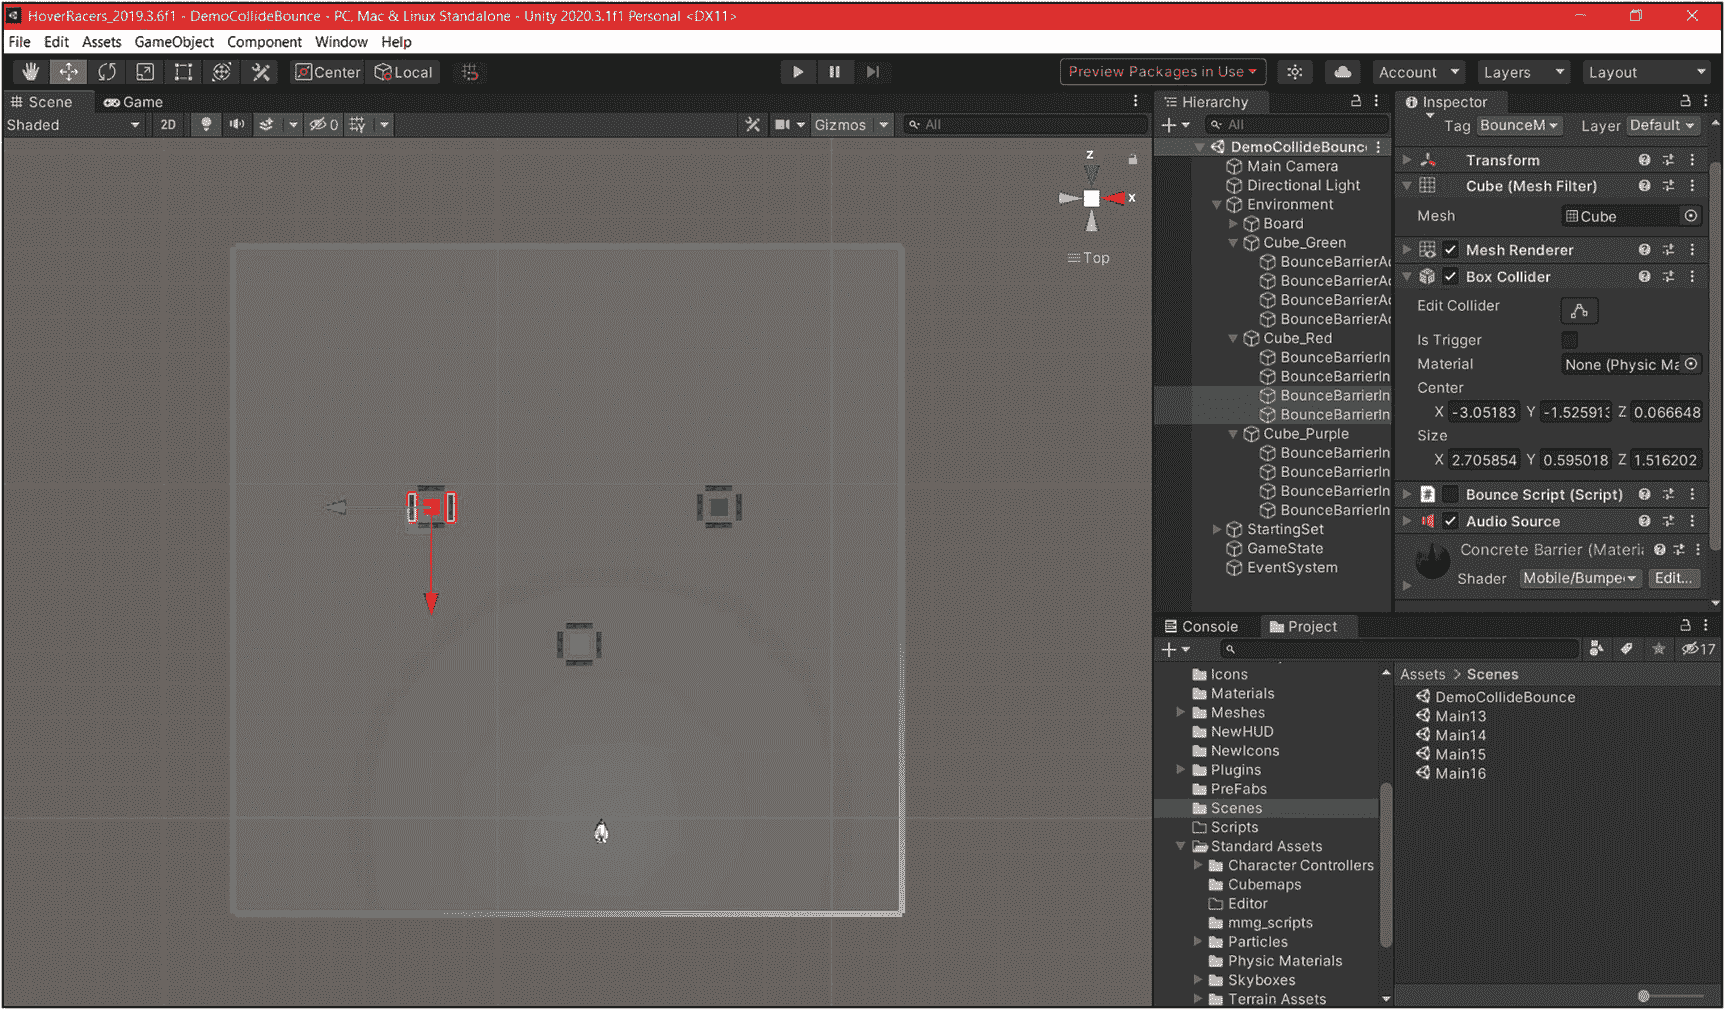 HoverRacers_2019.3.6f1 - DemoCollideBounce - PC, Mac & Linux Standalone - Unity 2020.3.1f1 Personal <DX11>
File Edit Assets GameObject Component Window Help
Center Local Preview Packages in Use Account Layers Layout
Scene Game
Shaded 2D 0 Gizmos All
z
x
Top
Hierarchy
All
DemoCollideBounc
Main Camera
Directional Light
Environment
Board
Cube_Green
BounceBarrierAc
BounceBarrierAc
BounceBarrierAc
BounceBarrierAc
Cube_Red
BounceBarrierIn
BounceBarrierIn
BounceBarrierIn
BounceBarrierIn
Cube_Purple
BounceBarrierIn
BounceBarrierIn
BounceBarrierIn
BounceBarrierIn
StartingSet
GameState
EventSystem
Inspector
Tag BounceM Layer Default
Transform
Cube (Mesh Filter)
Mesh Cube
Mesh Renderer
Box Collider
Edit Collider
Is Trigger
Material None (Physic Ma
Center
X -3.05183 Y -1.525913 Z 0.066648
Size
X 2.705854 Y 0.595018 Z 1.516202
Bounce Script (Script)
Audio Source
Concrete Barrier (Materi
Shader Mobile/Bumpe Edit...
Console Project
17
Icons
Materials
Meshes
NewHUD
NewIcons
Plugins
PreFabs
Scenes
Scripts
Standard Assets
Character Controllers
Cubemaps
Editor
mmg_scripts
Particles
Physic Materials
Skyboxes
Terrain Assets
Assets > Scenes
DemoCollideBounce
Main13
Main14
Main15
Main16